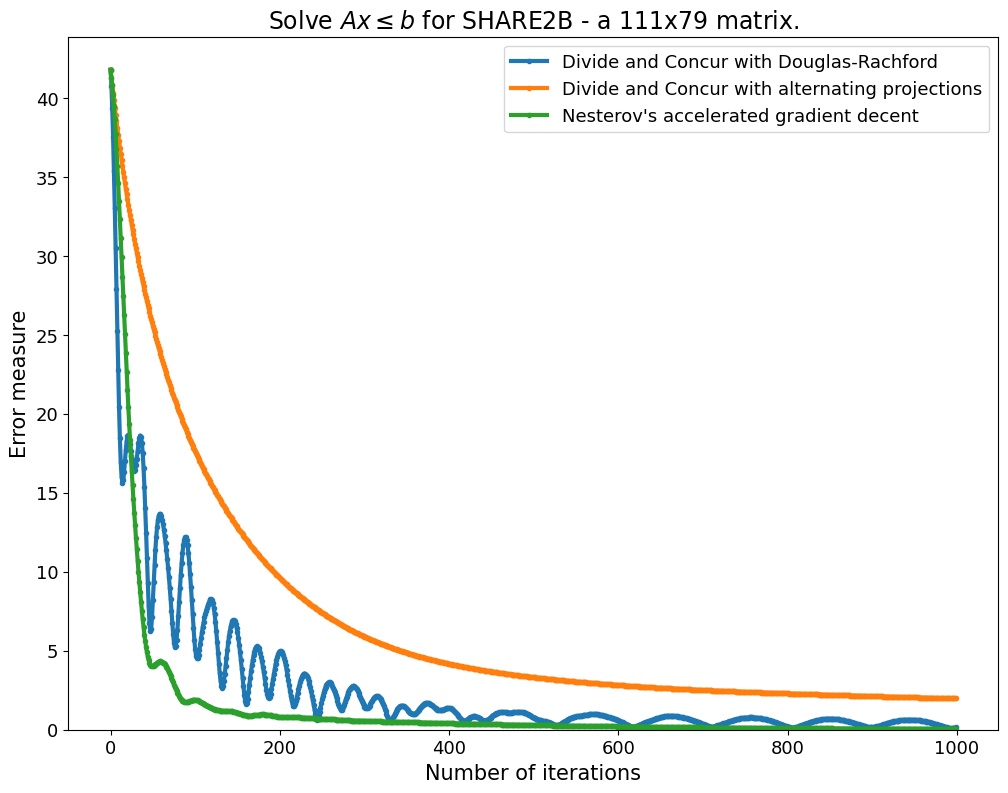 Solve $Ax \leq b$ for SHARE2B - a 111x79 matrix.
Divide and Concur with Douglas-Rachford
Divide and Concur with alternating projections
Nesterov's accelerated gradient decent
Error measure
40
35
30
25
20
15
10
5
0
0 200 400 600 800 1000
Number of iterations